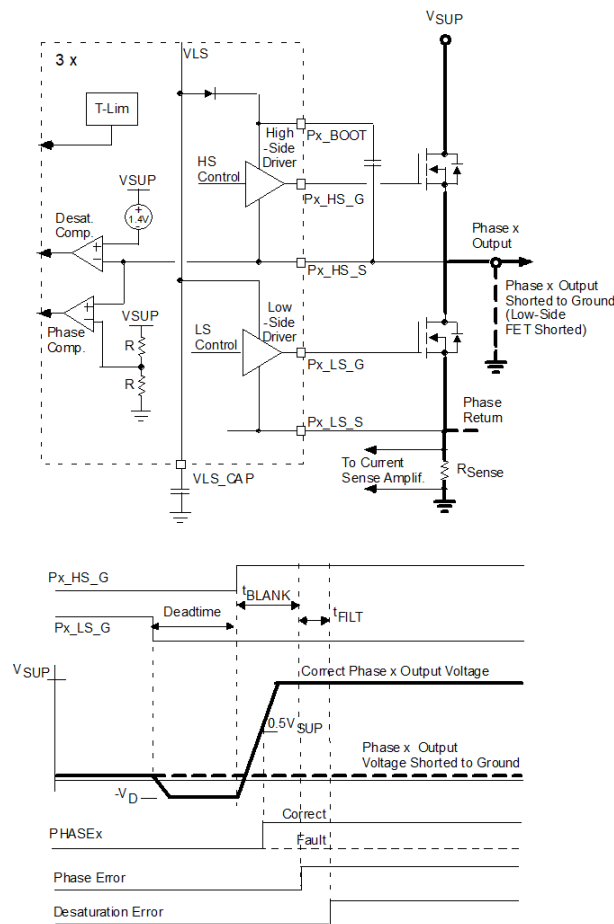 VSUP
3 x
VLS
T-Lim
High
-Side
Driver
Px_BOOT
HS
Control
Px_HS_G
VSUP
Desat.
Comp.
+
1.4V
-
+
-
Phase x
Output
Px_HS_S
Phase x Output
Shorted to Ground
(Low-Side
FET Shorted)
+
-
Phase
Comp.
VSUP
R
R
Low
-Side
Driver
LS
Control
Px_LS_G
Phase
Return
Px_LS_S
To Current
Sense Amplif.
RSense
VLS_CAP
Px_HS_G
tBLANK
Deadtime
tFILT
Px_LS_G
VSUP
Correct Phase x Output Voltage
0.5VSUP
Phase x Output
Voltage Shorted to Ground
-VD
Correct
PHASEx
Fault
Phase Error
Desaturation Error